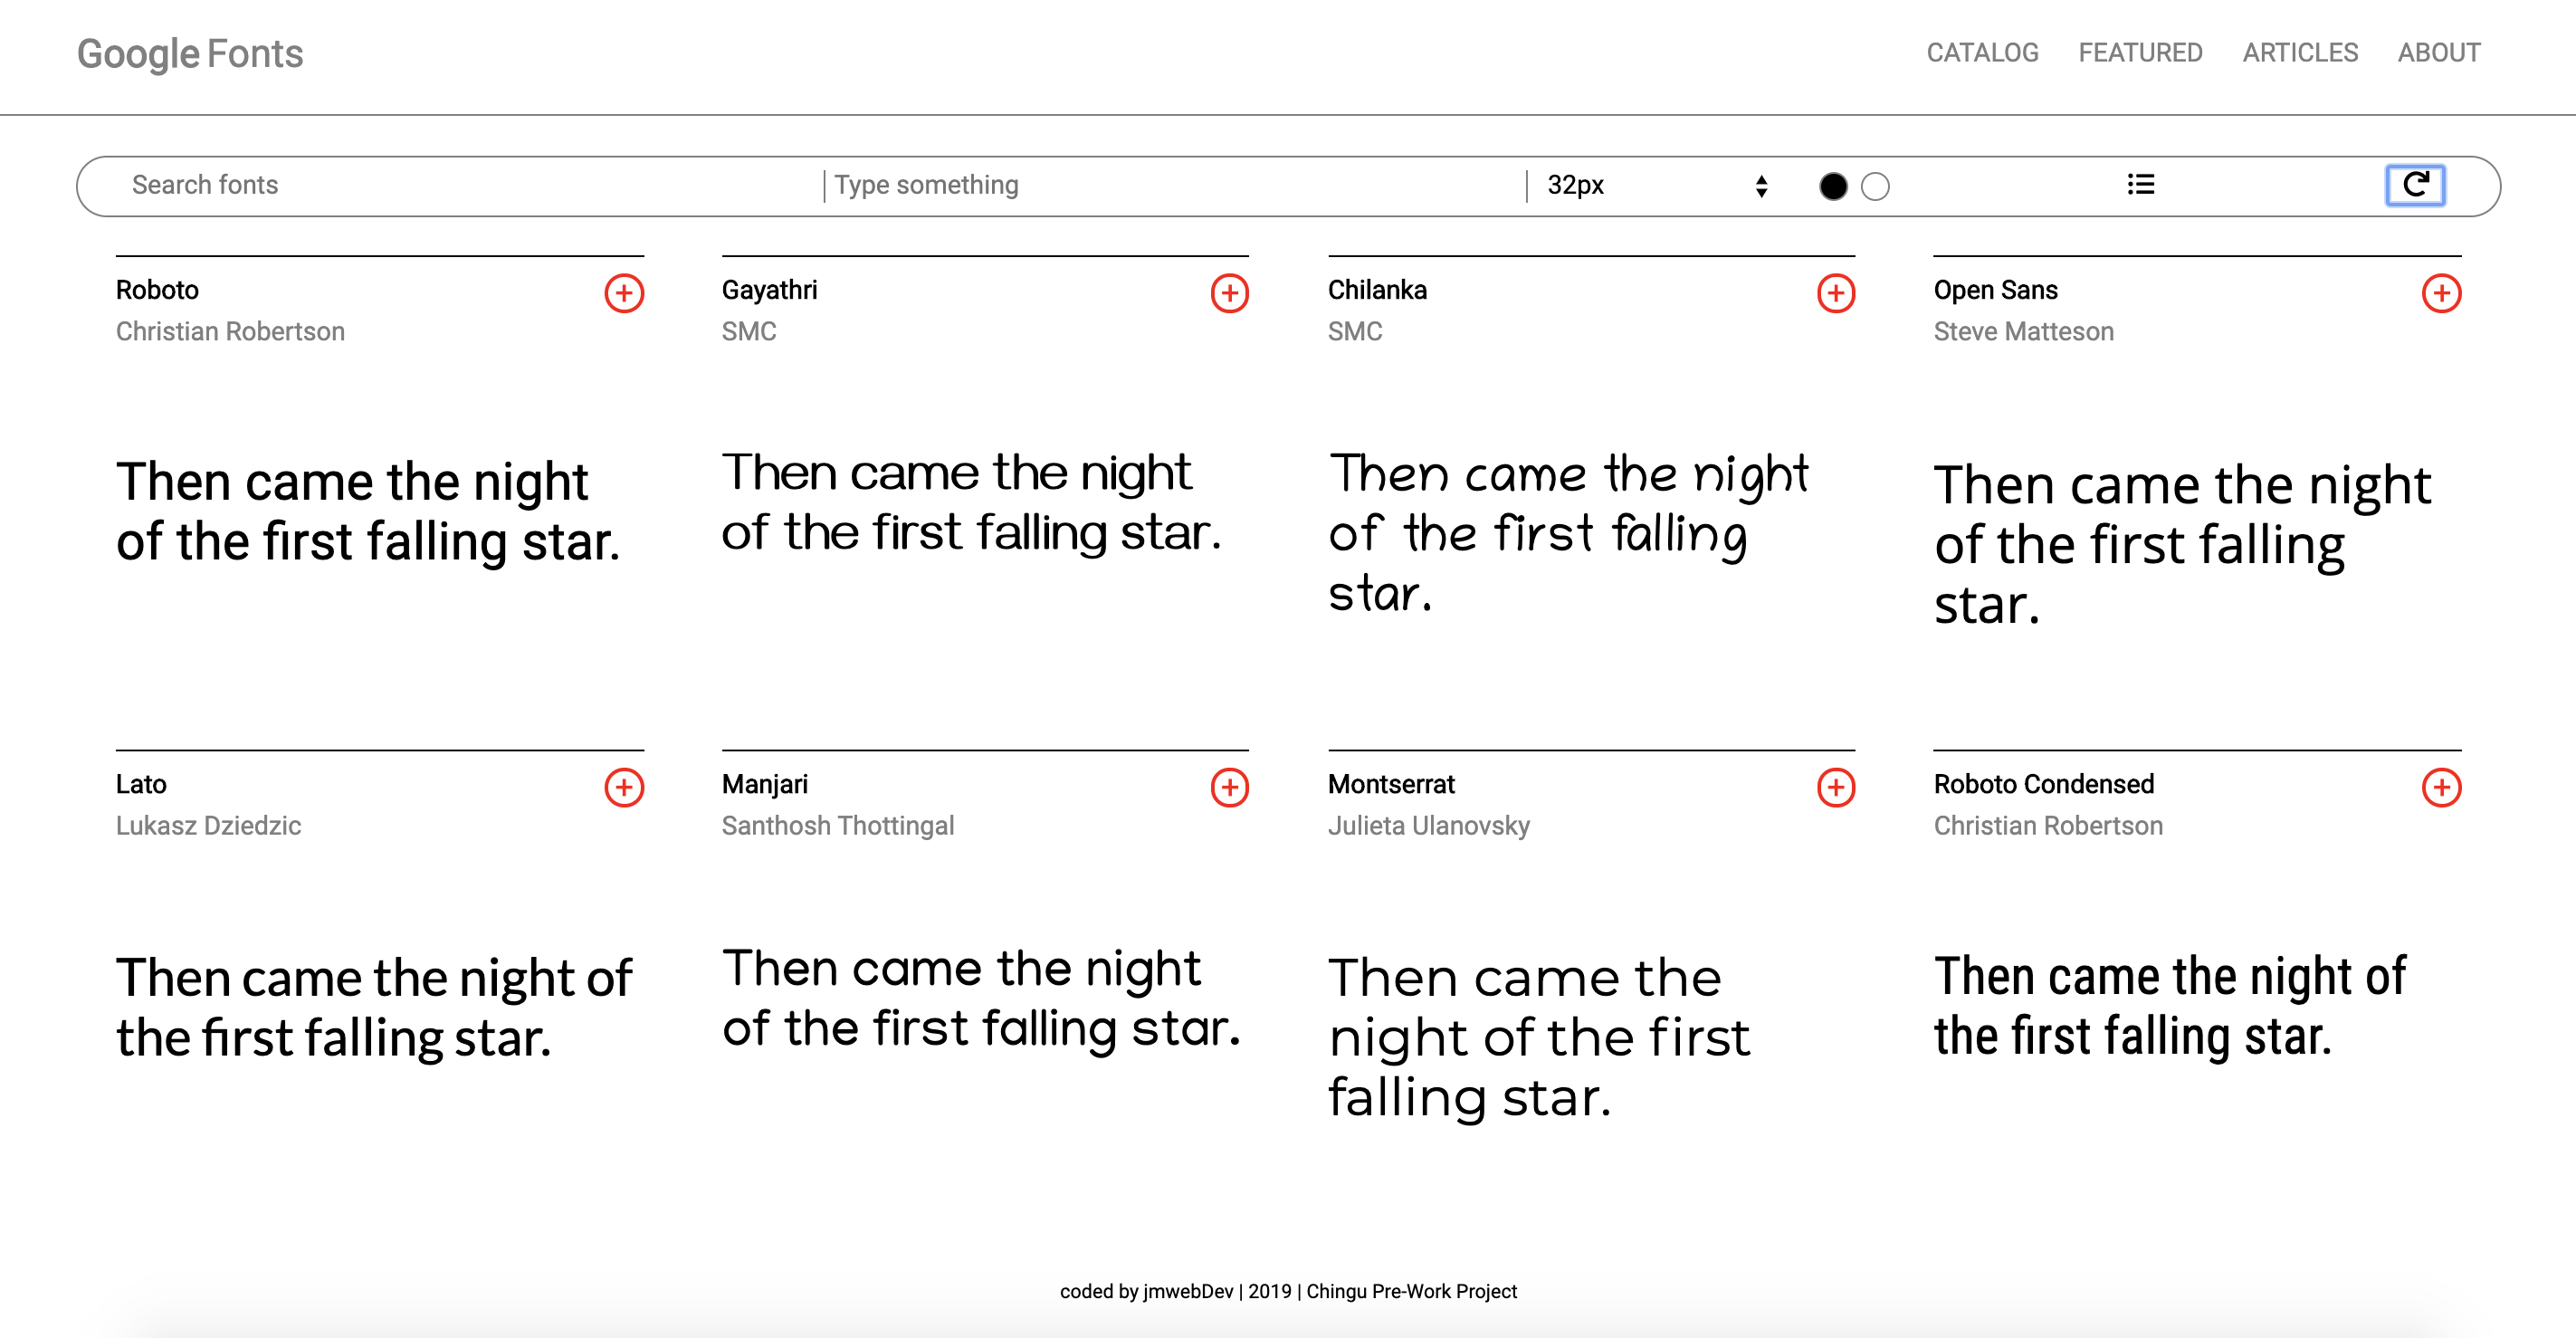 Google Fonts
CATALOG FEATURED ARTICLES ABOUT
Search fonts
Type something
32px
Roboto
Christian Robertson
Then came the night
of the first falling star.
Gayathri
SMC
Then came the night
of the first falling star.
Chilanka
SMC
Then came the night
of the first falling
star.
Open Sans
Steve Matteson
Then came the night
of the first falling
star.
Lato
Lukasz Dziedzic
Then came the night of
the first falling star.
Manjari
Santhosh Thottingal
Then came the night
of the first falling star.
Montserrat
Julieta Ulanovsky
Then came the
night of the first
falling star.
Roboto Condensed
Christian Robertson
Then came the night of
the first falling star.
coded by jmwebDev | 2019 | Chingu Pre-Work Project